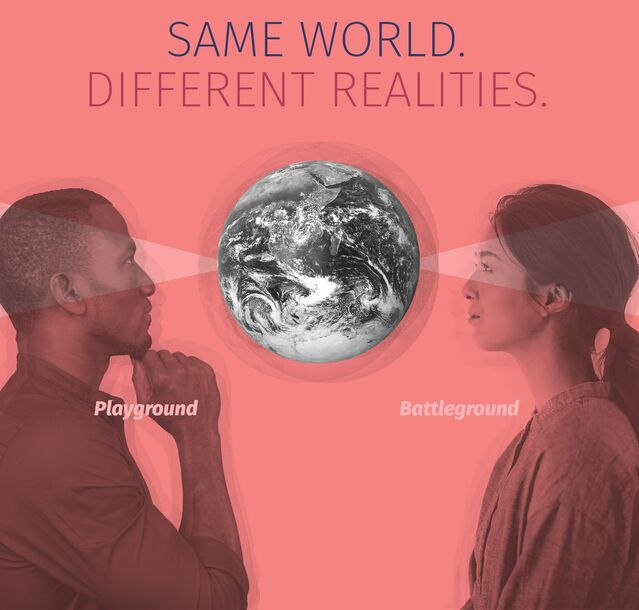 SAME WORLD.
DIFFERENT REALITIES.
Playground
Battleground